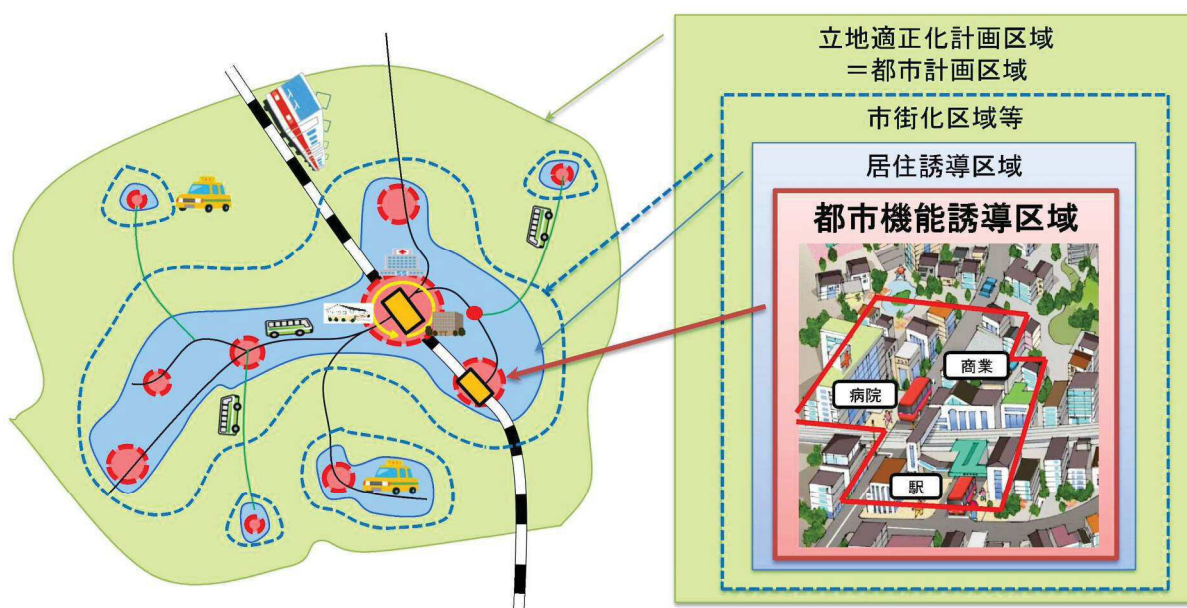 立地適正化計画区域
＝都市計画区域
市街化区域等
居住誘導区域
都市機能誘導区域
商業
病院
駅